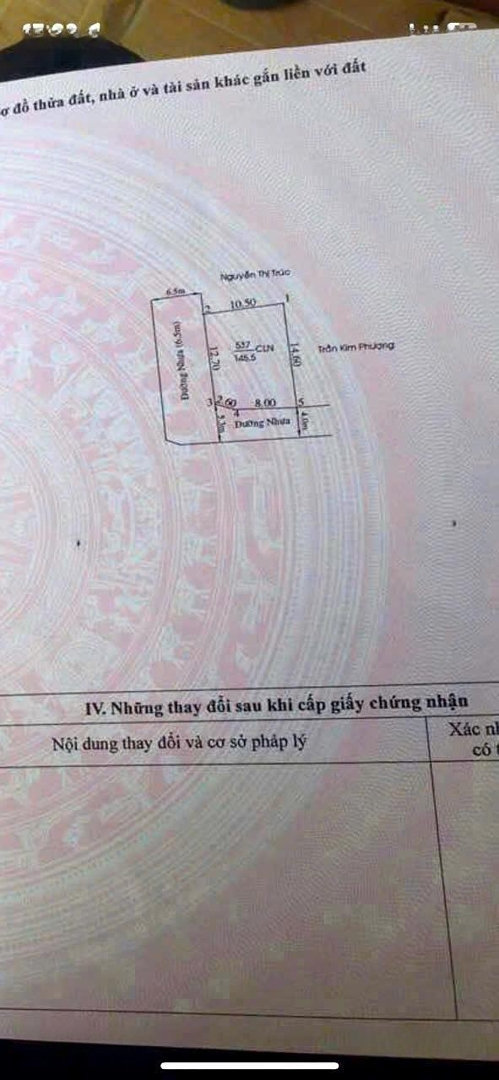 ơ đồ thửa đất, nhà ở và tài sản khác gắn liền với đất
Nguyễn Thị Trúc
6.5m
2
10.50
1
Đường Nhựa (6.5m)
12.70
537
145.5
CLN
14.60
Trần Kim Phượng
3
2.60
8.00
5
4
Đường Nhựa
4.0m
IV. Những thay đổi sau khi cấp giấy chứng nhận
Nội dung thay đổi và cơ sở pháp lý
Xác nh
có t